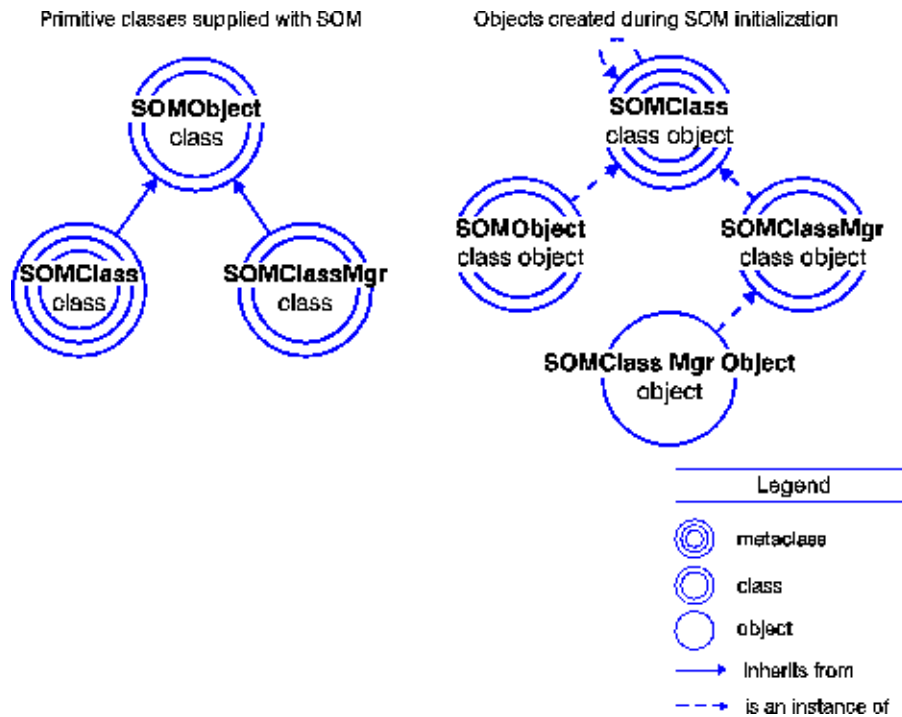 Primitive classes supplied with SOM
Objects created during SOM initialization
SOMObject
class
SOMClass
class
SOMClassMgr
class
SOMClass
class object
SOMObject
class object
SOMClassMgr
class object
SOMClass Mgr Object
object
Legend
metaclass
class
object
Inherits from
is an instance of